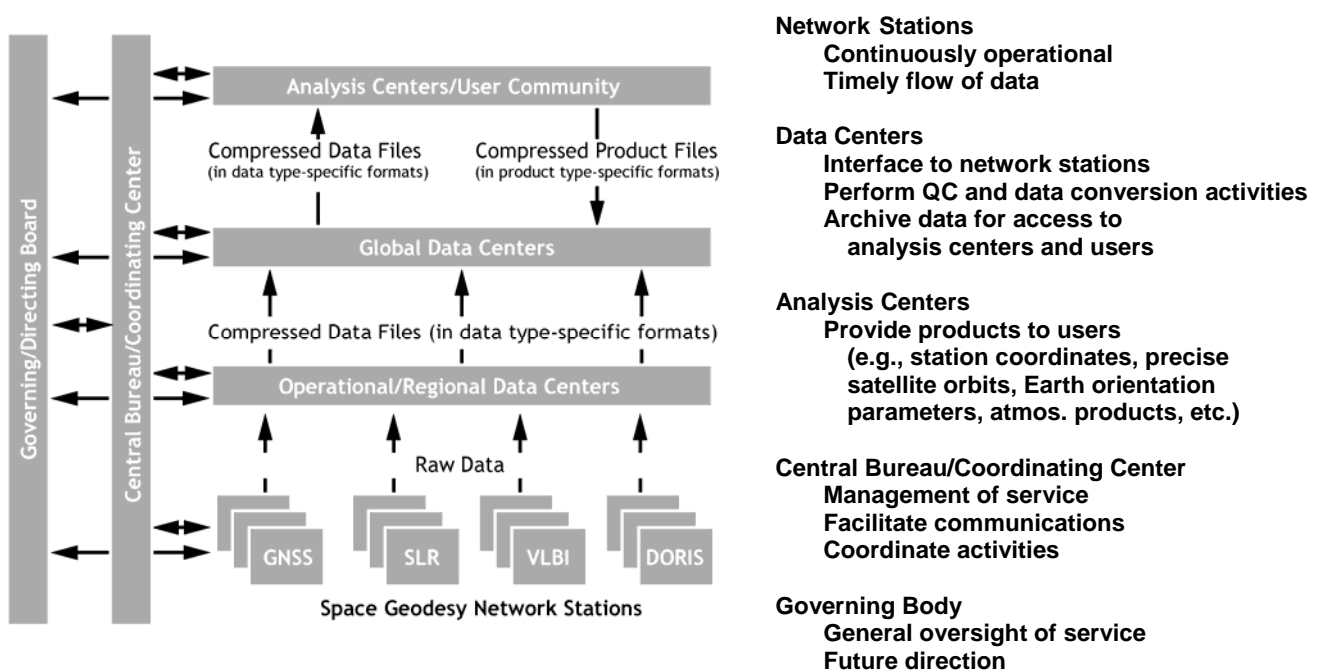 Governing/Directing Board
Central Bureau/Coordinating Center
Analysis Centers/User Community
Compressed Data Files
(in data type-specific formats)
Compressed Product Files
(in product type-specific formats)
Global Data Centers
Compressed Data Files (in data type-specific formats)
Operational/Regional Data Centers
Raw Data
GNSS
SLR
VLBI
DORIS
Space Geodesy Network Stations
Network Stations
Continuously operational
Timely flow of data
Data Centers
Interface to network stations
Perform QC and data conversion activities
Archive data for access to
analysis centers and users
Analysis Centers
Provide products to users
(e.g., station coordinates, precise
satellite orbits, Earth orientation
parameters, atmos. products, etc.)
Central Bureau/Coordinating Center
Management of service
Facilitate communications
Coordinate activities
Governing Body
General oversight of service
Future direction